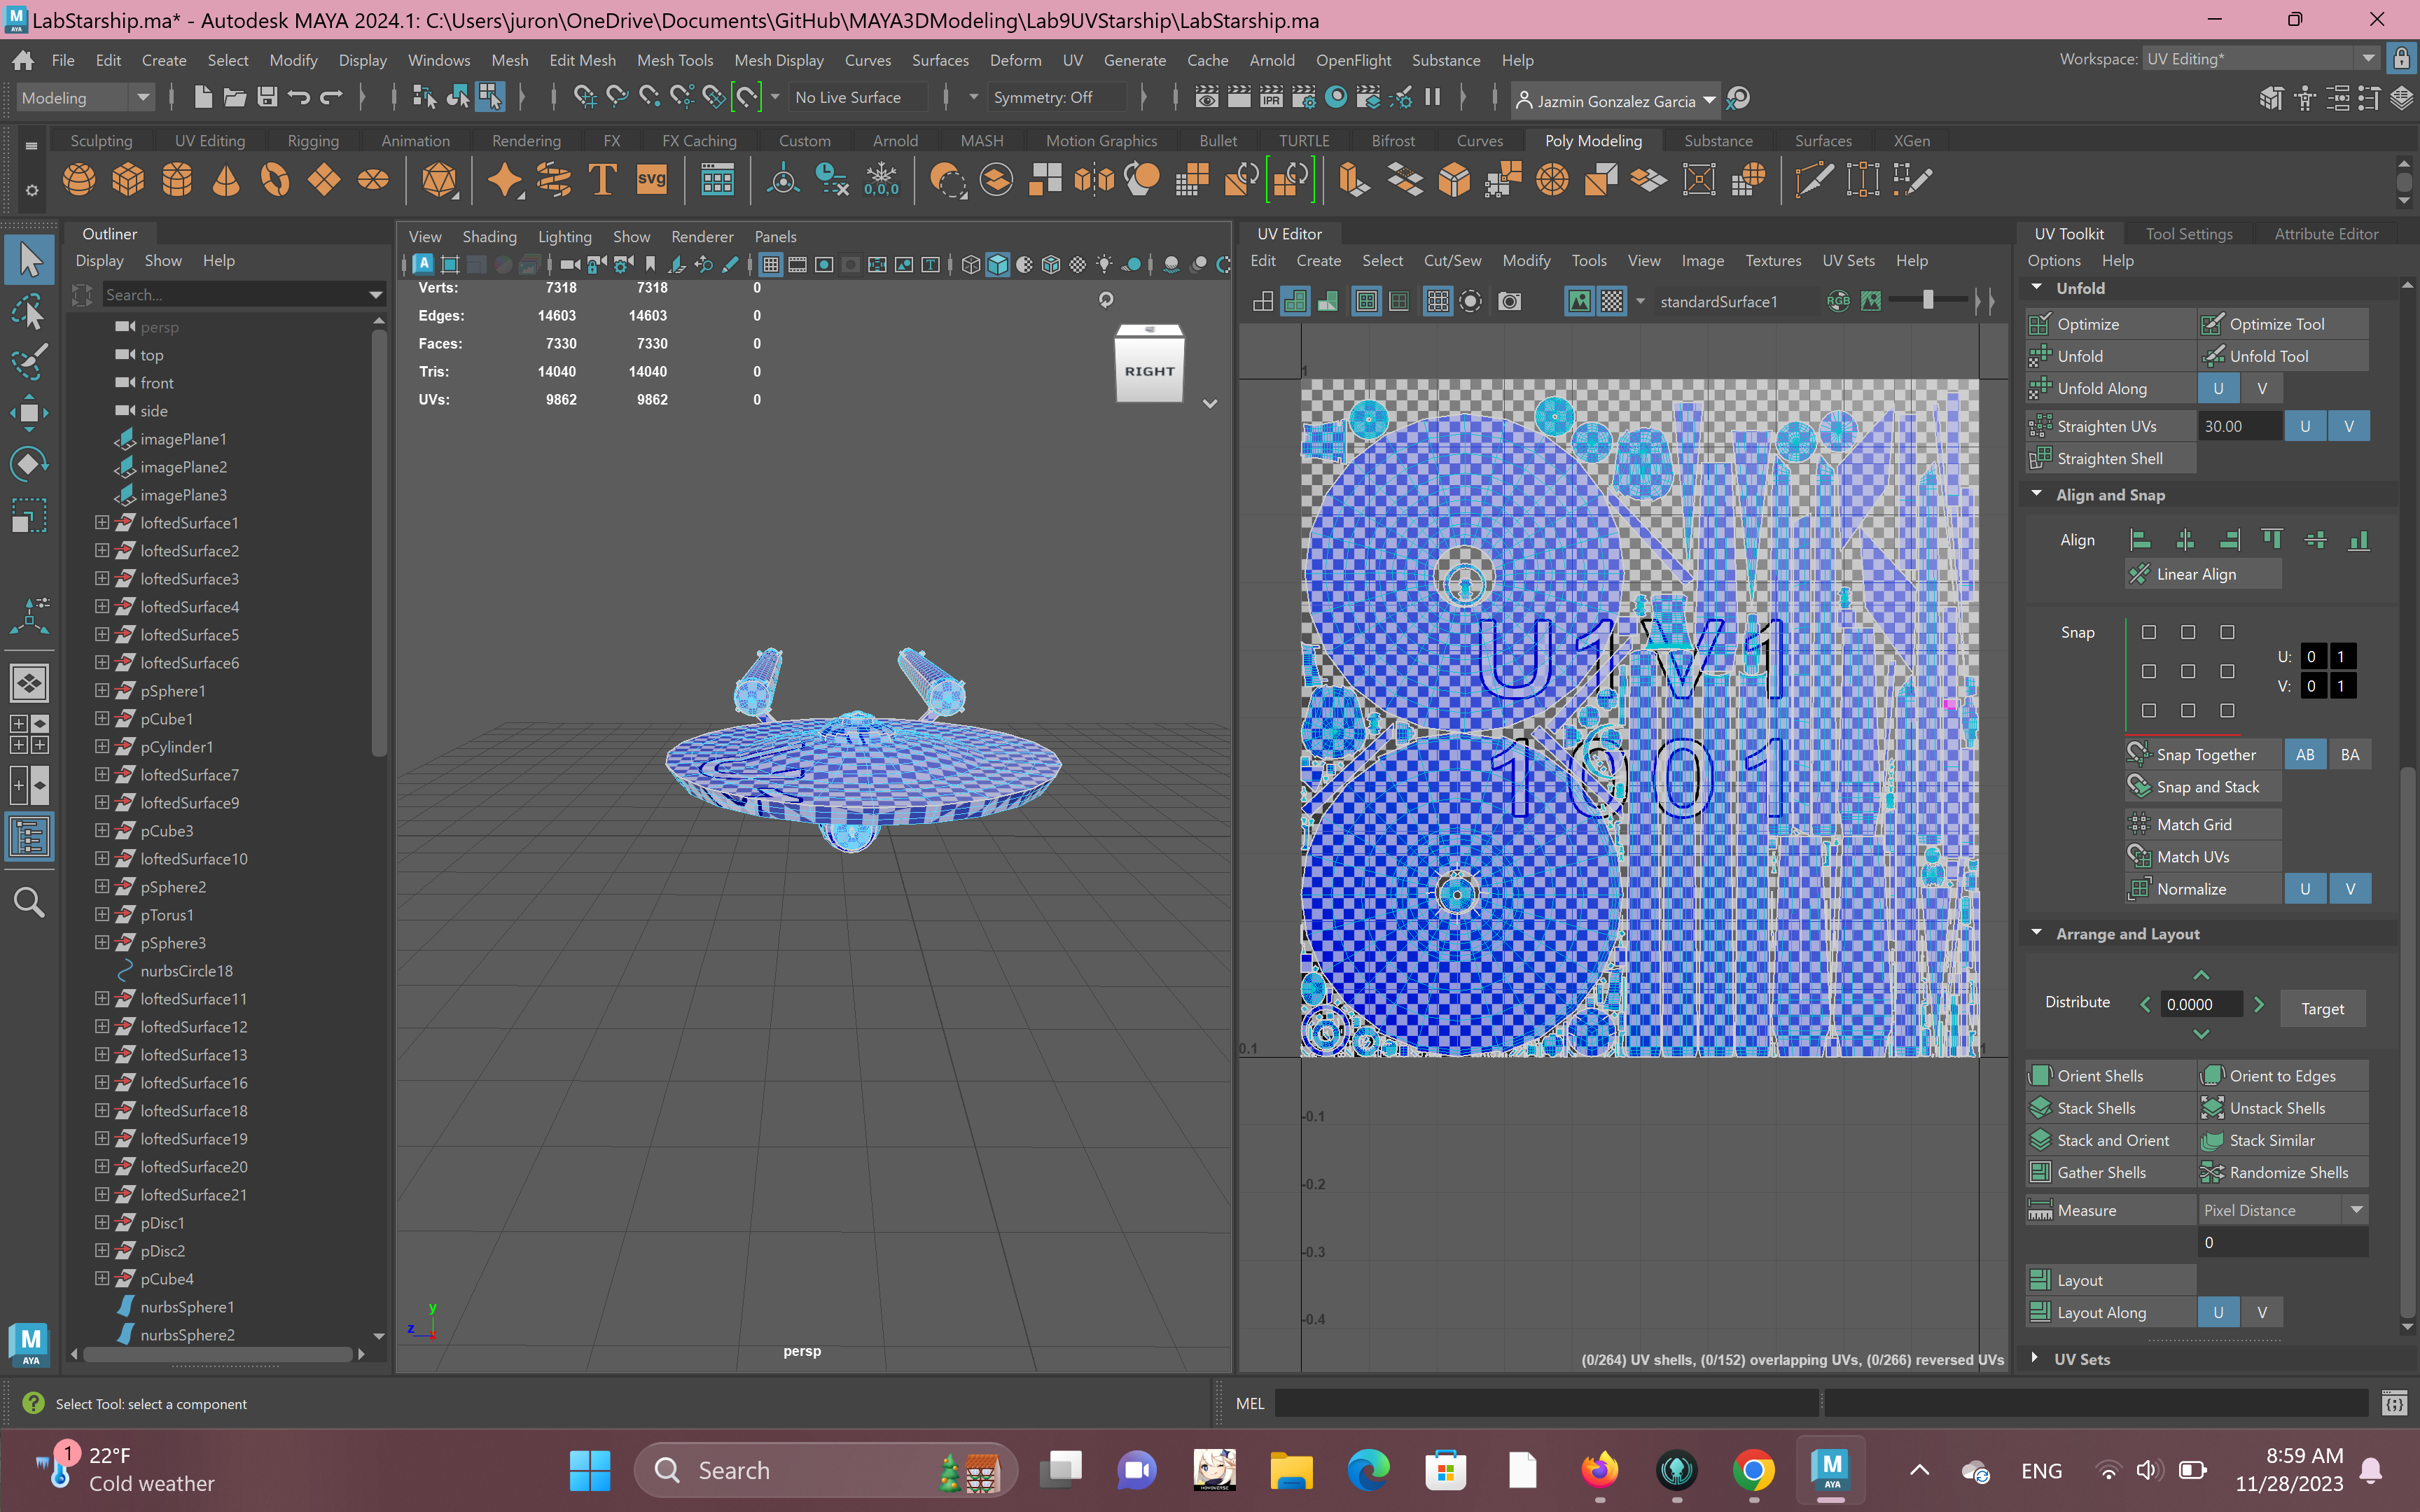 LabStarship.ma* - Autodesk MAYA 2024.1: C:\Users\juron\OneDrive\Documents\GitHub\MAYA3DModeling\Lab9UVStarship\LabStarship.ma
File Edit Create Select Modify Display Windows Mesh Edit Mesh Mesh Tools Mesh Display Curves Surfaces Deform UV Generate Cache Arnold OpenFlight Substance Help
Workspace: UV Editing*
Modeling
No Live Surface
Symmetry: Off
IPR
Jazmin Gonzalez Garcia
Sculpting UV Editing Rigging Animation Rendering FX FX Caching Custom Arnold MASH Motion Graphics Bullet TURTLE Bifrost Curves Poly Modeling Substance Surfaces XGen
T
SVG
0,0,0
Outliner
Display Show Help
Search...
persp
top
front
side
imagePlane1
imagePlane2
imagePlane3
loftedSurface1
loftedSurface2
loftedSurface3
loftedSurface4
loftedSurface5
loftedSurface6
pSphere1
pCube1
pCylinder1
loftedSurface7
loftedSurface9
pCube3
loftedSurface10
pSphere2
pTorus1
pSphere3
nurbsCircle18
loftedSurface11
loftedSurface12
loftedSurface13
loftedSurface16
loftedSurface18
loftedSurface19
loftedSurface20
loftedSurface21
pDisc1
pDisc2
pCube4
nurbsSphere1
nurbsSphere2
M
AYA
View Shading Lighting Show Renderer Panels
Verts: 7318 7318 0
Edges: 14603 14603 0
Faces: 7330 7330 0
Tris: 14040 14040 0
UVs: 9862 9862 0
RIGHT
y
z
persp
UV Editor
Edit Create Select Cut/Sew Modify Tools View Image Textures UV Sets Help
standardSurface1
RGB
1
U1V1
1001
0.1
1
-0.1
-0.2
-0.3
-0.4
(0/264) UV shells, (0/152) overlapping UVs, (0/266) reversed UVs
UV Toolkit Tool Settings Attribute Editor
Options Help
Unfold
Optimize Optimize Tool
Unfold Unfold Tool
Unfold Along U V
Straighten UVs 30.00 U V
Straighten Shell
Align and Snap
Align
Linear Align
Snap
U: 0 1
V: 0 1
Snap Together AB BA
Snap and Stack
Match Grid
Match UVs
Normalize U V
Arrange and Layout
Distribute 0.0000 Target
Orient Shells Orient to Edges
Stack Shells Unstack Shells
Stack and Orient Stack Similar
Gather Shells Randomize Shells
Measure Pixel Distance
0
Layout
Layout Along U V
UV Sets
Select Tool: select a component
MEL
1
22°F
Cold weather
Search
M
AYA
ENG
8:59 AM
11/28/2023